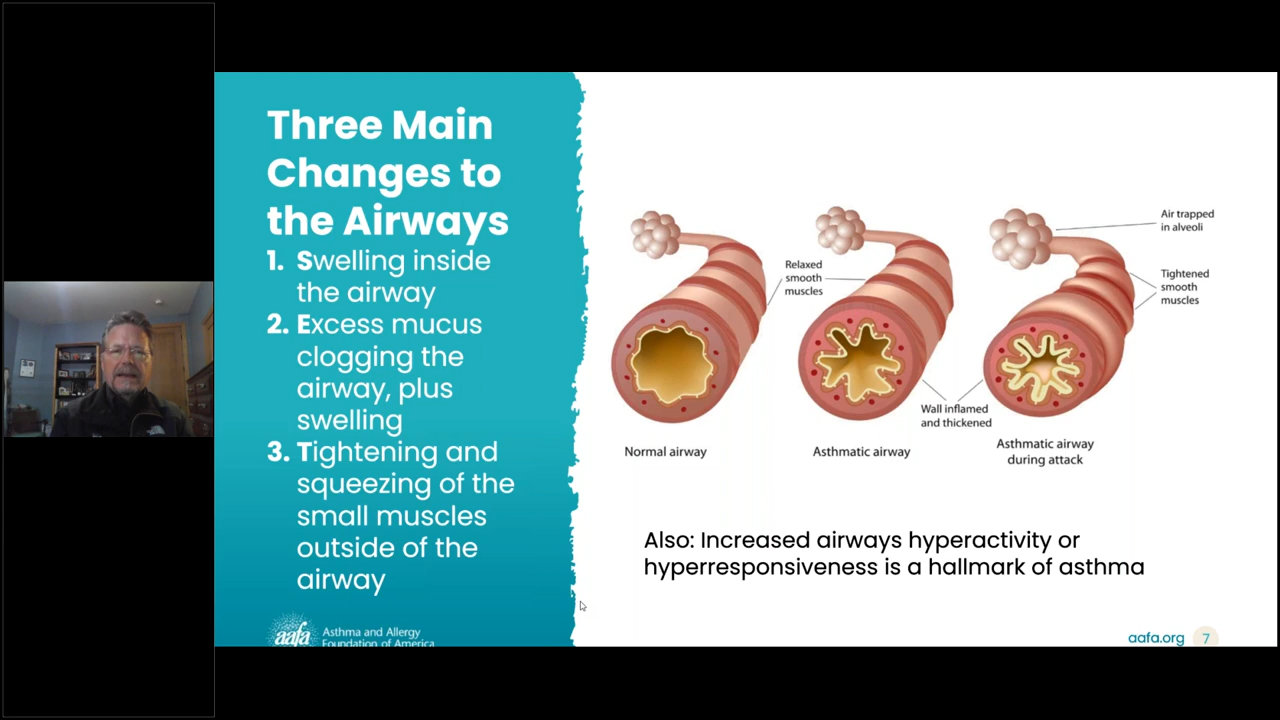 Three Main
Changes to
the Airways
1. Swelling inside
the airway
2. Excess mucus
clogging the
airway, plus
swelling
3. Tightening and
squeezing of the
small muscles
outside of the
airway
aafa Asthma and Allergy
Foundation of America
Air trapped
in alveoli
Relaxed
smooth
muscles
Tightened
smooth
muscles
Wall inflamed
and thickened
Normal airway
Asthmatic airway
Asthmatic airway
during attack
Also: Increased airways hyperactivity or
hyperresponsiveness is a hallmark of asthma
aafa.org 7